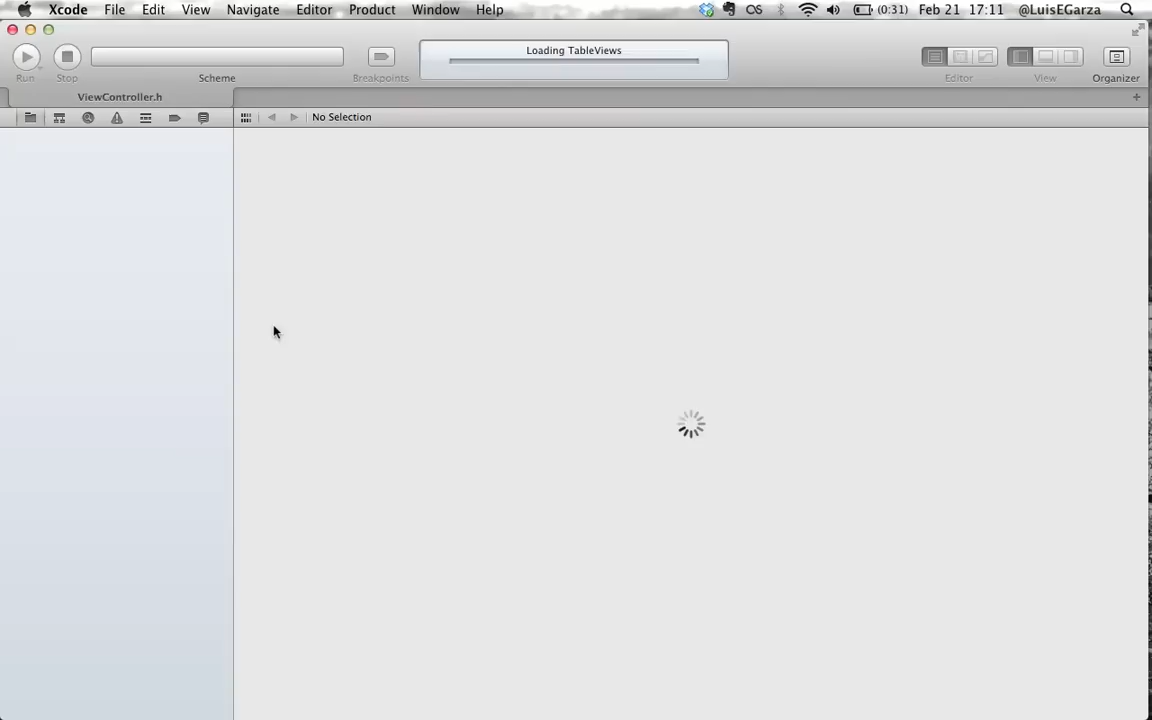 Xcode File Edit View Navigate Editor Product Window Help (0:31) Feb 21 17:11 @LuisEGarza
Loading TableViews
Run Stop Scheme Breakpoints Editor View Organizer
ViewController.h
No Selection